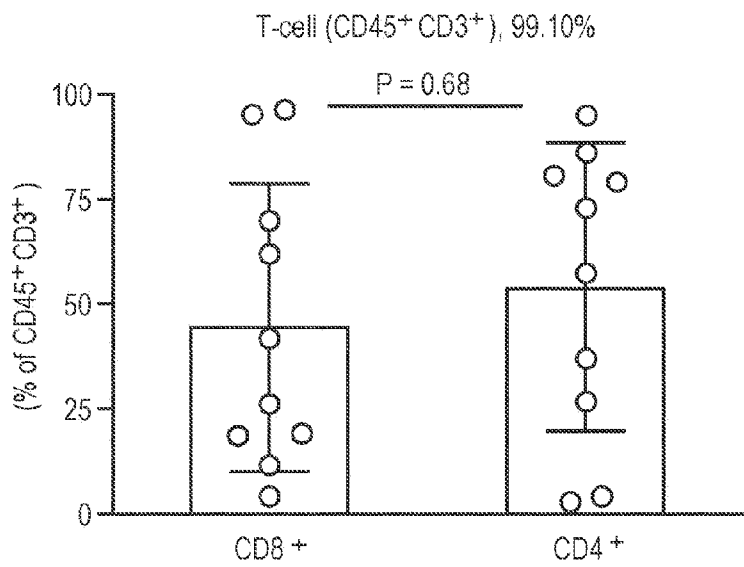 T-cell (CD45+ CD3+), 99.10%
P = 0.68
100
75
50
25
0
(% of CD45+ CD3+)
CD8 +
CD4 +